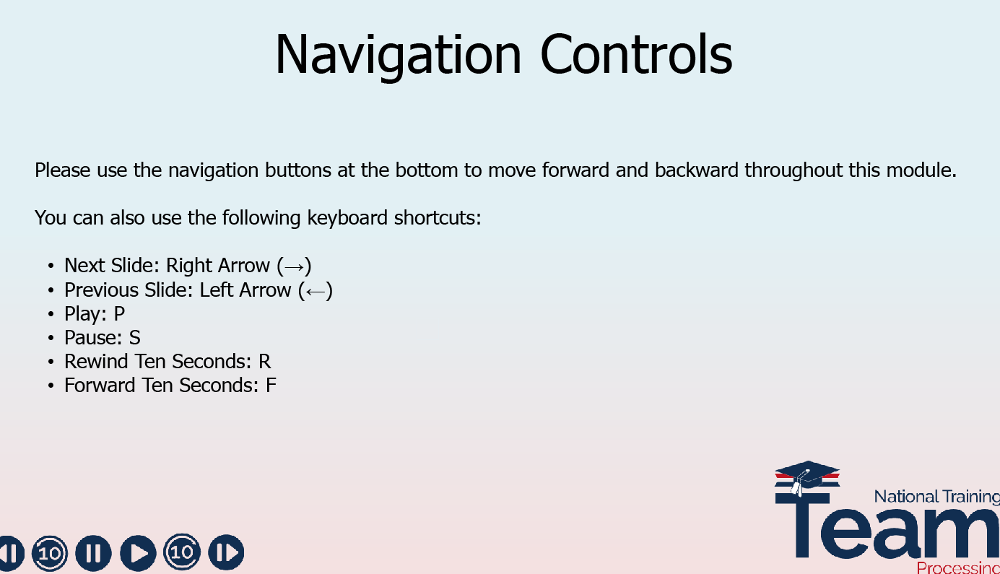 Navigation Controls
Please use the navigation buttons at the bottom to move forward and backward throughout this module.
You can also use the following keyboard shortcuts:
• Next Slide: Right Arrow (→)
• Previous Slide: Left Arrow (←)
• Play: P
• Pause: S
• Rewind Ten Seconds: R
• Forward Ten Seconds: F
National Training
Team
Processing
10
10